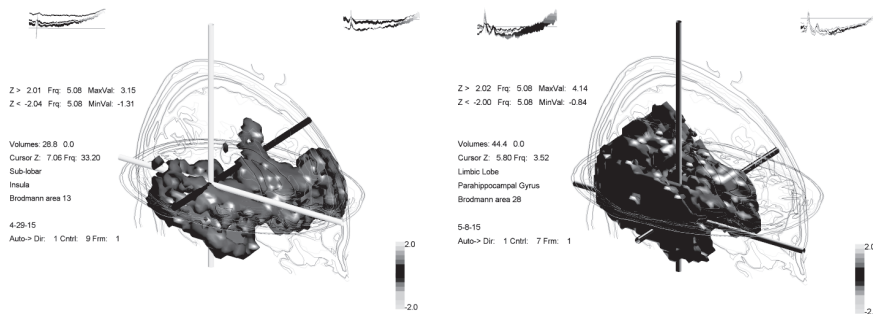 Z > 2.01 Frq: 5.08 MaxVal: 3.15
Z < -2.04 Frq: 5.08 MinVal: -1.31
Volumes: 28.8 0.0
Cursor Z: 7.06 Frq: 33.20
Sub-lobar
Insula
Brodmann area 13
4-29-15
Auto-> Dir: 1 Cntrl: 9 Frm: 1
2.0
-2.0
Z > 2.02 Frq: 5.08 MaxVal: 4.14
Z < -2.00 Frq: 5.08 MinVal: -0.84
Volumes: 44.4 0.0
Cursor Z: 5.80 Frq: 3.52
Limbic Lobe
Parahippocampal Gyrus
Brodmann area 28
5-8-15
Auto-> Dir: 1 Cntrl: 7 Frm: 1
2.0